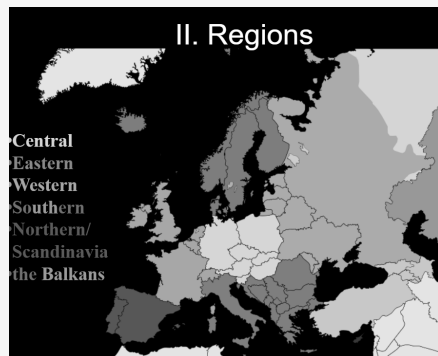 II. Regions
•Central
•Eastern
•Western
•Southern
•Northern/
Scandinavia
•the Balkans